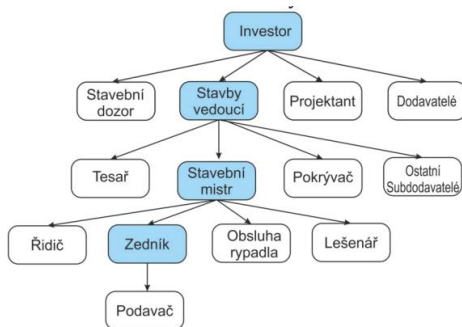 Investor
Stavební
dozor
Stavby
vedoucí
Projektant
Dodavatelé
Tesař
Stavební
mistr
Pokrývač
Ostatní
Subdodavatelé
Řidič
Zedník
Obsluha
rypadla
Lešenář
Podavač